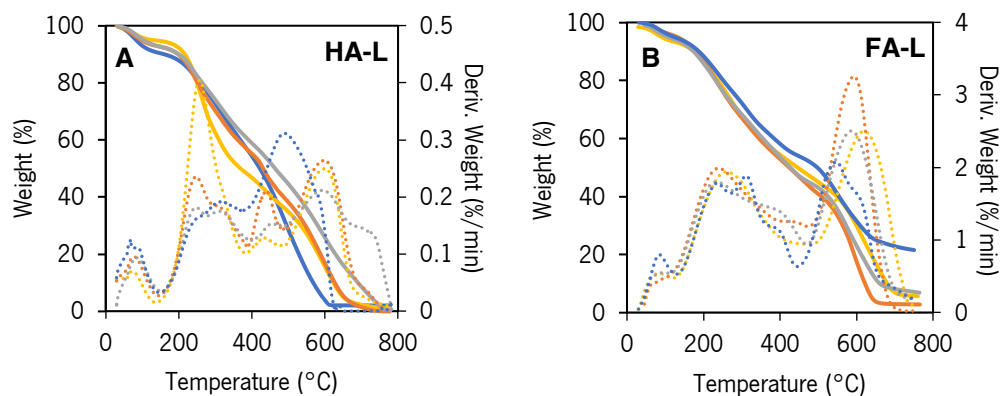 A
HA-L
Weight (%)
100
80
60
40
20
0
0.5
0.4
0.3
0.2
0.1
0
Deriv. Weight (%/min)
0 200 400 600 800
Temperature (°C)
B
FA-L
Weight (%)
100
80
60
40
20
0
4
3
2
1
0
Deriv. Weight (%/min)
0 200 400 600 800
Temperature (°C)